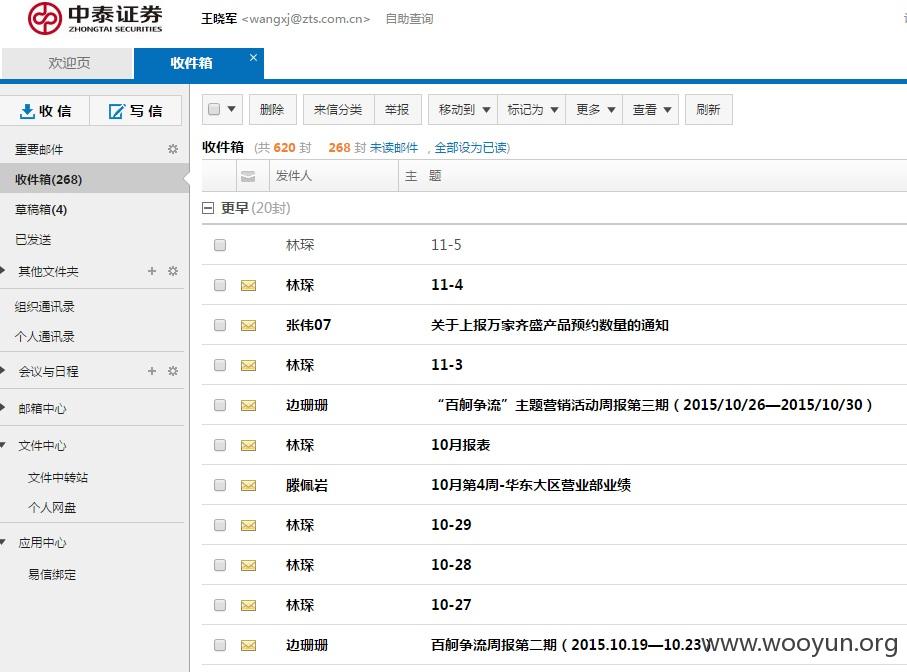 中泰证券
ZHONGTAI SECURITIES
王晓军 <wangxj@zts.com.cn> 自助查询
欢迎页 收件箱 ×
收信 写信
删除 来信分类 举报 移动到 标记为 更多 查看 刷新
重要邮件
收件箱(268)
草稿箱(4)
已发送
其他文件夹
组织通讯录
个人通讯录
会议与日程
邮箱中心
文件中心
文件中转站
个人网盘
应用中心
易信绑定
收件箱 (共 620 封 268 封 未读邮件 , 全部设为已读)
发件人 主 题
更早 (20封)
林琛 11-5
林琛 11-4
张伟07 关于上报万家齐盛产品预约数量的通知
林琛 11-3
边珊珊 “百舸争流”主题营销活动周报第三期(2015/10/26—2015/10/30)
林琛 10月报表
滕佩岩 10月第4周-华东大区营业部业绩
林琛 10-29
林琛 10-28
林琛 10-27
边珊珊 百舸争流周报第二期(2015.10.19—10.23)
www.wooyun.org